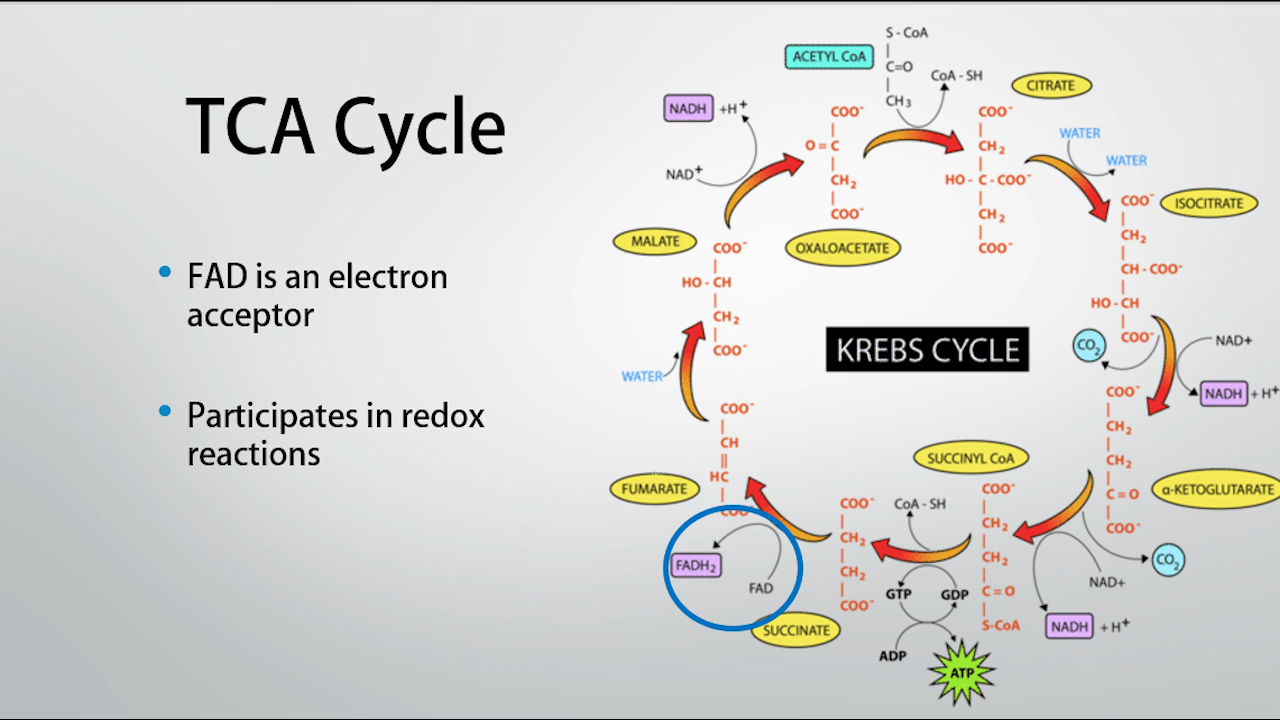 TCA Cycle
• FAD is an electron
acceptor
• Participates in redox
reactions
KREBS CYCLE
ACETYL CoA
S - CoA
C=O
CH3
CoA - SH
CITRATE
COO⁻
CH2
HO - C - COO⁻
CH2
COO⁻
WATER
WATER
ISOCITRATE
COO⁻
CH2
CH - COO⁻
HO - CH
COO⁻
CO2
NAD+
NADH + H+
α-KETOGLUTARATE
COO⁻
CH2
CH2
C = O
COO⁻
CO2
NAD+
NADH + H+
SUCCINYL CoA
COO⁻
CH2
CH2
C = O
S-CoA
CoA - SH
GTP
GDP
ADP
ATP
SUCCINATE
COO⁻
CH2
CH2
COO⁻
FAD
FADH2
FUMARATE
COO⁻
CH
HC
COO⁻
WATER
MALATE
COO⁻
HO - CH
CH2
COO⁻
NAD+
NADH +H+
OXALOACETATE
COO⁻
O = C
CH2
COO⁻